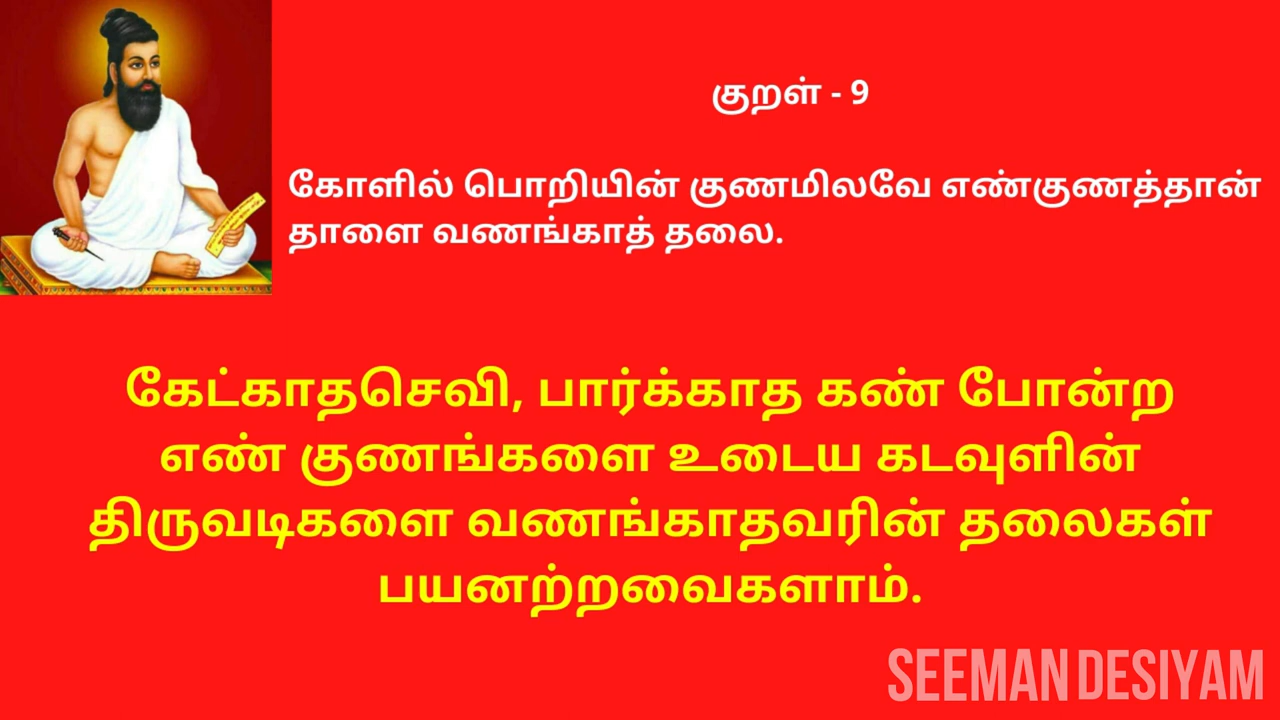 குறள் - 9
கோளில் பொறியின் குணமிலவே எண்குணத்தான்
தாளை வணங்காத் தலை.
கேட்காதசெவி, பார்க்காத கண் போன்ற
எண் குணங்களை உடைய கடவுளின்
திருவடிகளை வணங்காதவரின் தலைகள்
பயனற்றவைகளாம்.
SEEMAN DESIYAM